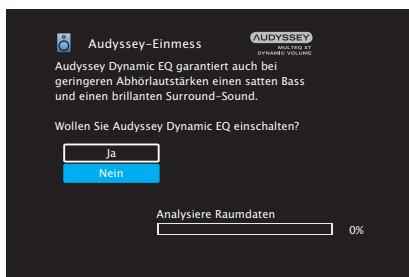 Audyssey-Einmess
AUDYSSEY
MULTEQ XT
DYNAMIC VOLUME
Audyssey Dynamic EQ garantiert auch bei
geringeren Abhörlautstärken einen satten Bass
und einen brillanten Surround-Sound.
Wollen Sie Audyssey Dynamic EQ einschalten?
Ja
Nein
Analysiere Raumdaten
0%